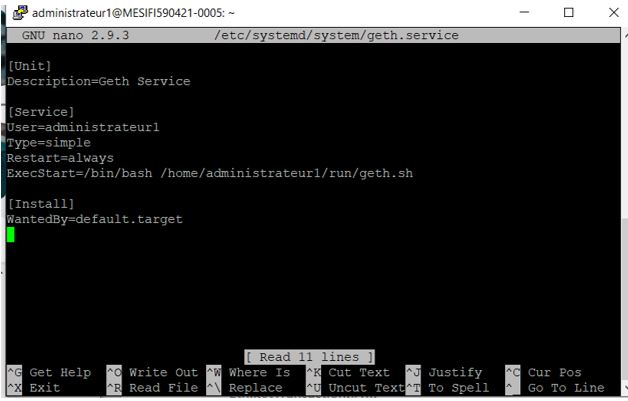 administrateur1@MESIFI590421-0005: ~
GNU nano 2.9.3 /etc/systemd/system/geth.service
[Unit]
Description=Geth Service
[Service]
User=administrateur1
Type=simple
Restart=always
ExecStart=/bin/bash /home/administrateur1/run/geth.sh
[Install]
WantedBy=default.target
[ Read 11 lines ]
^G Get Help ^O Write Out ^W Where Is ^K Cut Text ^J Justify ^C Cur Pos
^X Exit ^R Read File ^\ Replace ^U Uncut Text ^T To Spell ^_ Go To Line